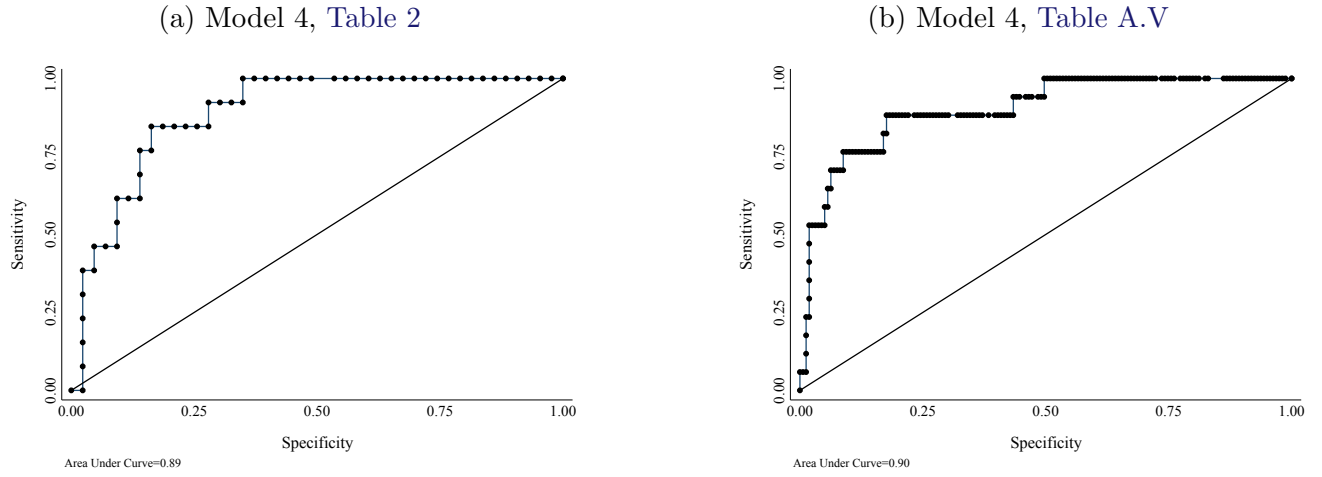 (a) Model 4, Table 2
1.00
0.75
0.50
0.25
0.00
Sensitivity
0.00 0.25 0.50 0.75 1.00
Specificity
Area Under Curve=0.89
(b) Model 4, Table A.V
1.00
0.75
0.50
0.25
0.00
Sensitivity
0.00 0.25 0.50 0.75 1.00
Specificity
Area Under Curve=0.90